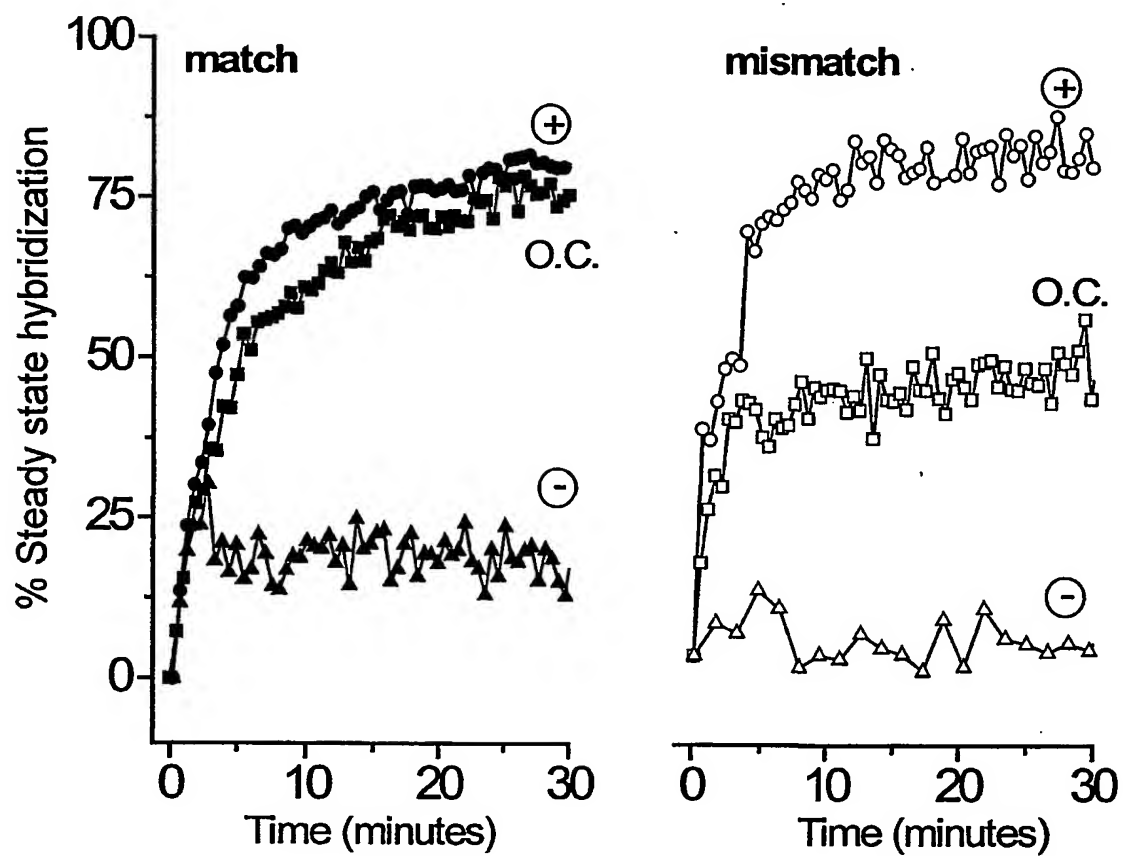 match
mismatch
% Steady state hybridization
100
75
50
25
0
+
O.C.
-
+
O.C.
-
0 10 20 30
Time (minutes)
0 10 20 30
Time (minutes)